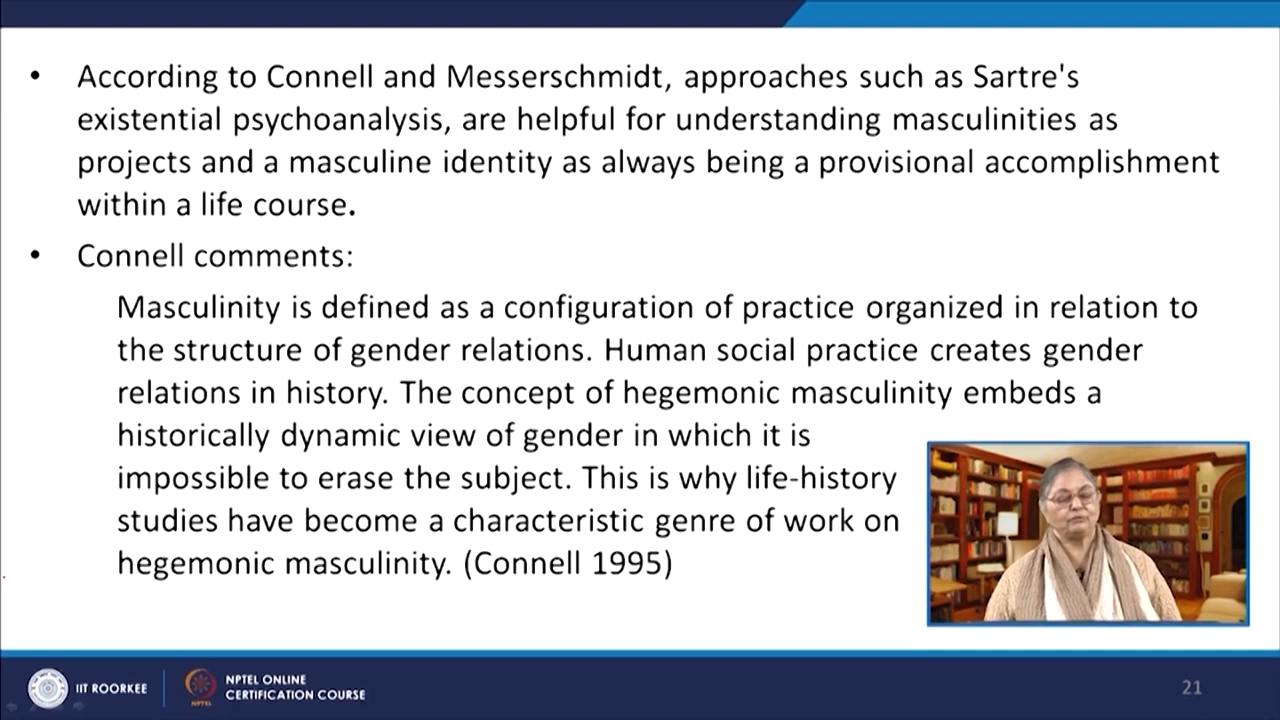 • According to Connell and Messerschmidt, approaches such as Sartre's
existential psychoanalysis, are helpful for understanding masculinities as
projects and a masculine identity as always being a provisional accomplishment
within a life course.
• Connell comments:
Masculinity is defined as a configuration of practice organized in relation to
the structure of gender relations. Human social practice creates gender
relations in history. The concept of hegemonic masculinity embeds a
historically dynamic view of gender in which it is
impossible to erase the subject. This is why life-history
studies have become a characteristic genre of work on
hegemonic masculinity. (Connell 1995)
IIT ROORKEE
NPTEL
NPTEL ONLINE
CERTIFICATION COURSE
21